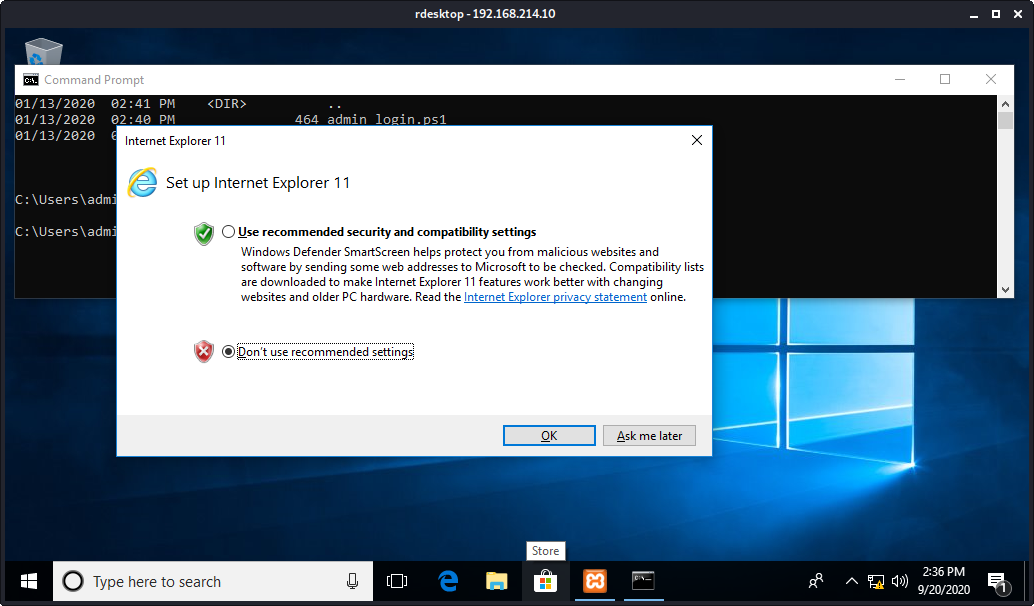 rdesktop - 192.168.214.10
Command Prompt
01/13/2020 02:41 PM <DIR> ..
01/13/2020 02:40 PM 464 admin_login.ps1
01/13/2020
Internet Explorer 11
Set up Internet Explorer 11
C:\Users\admi
C:\Users\admi
Use recommended security and compatibility settings
Windows Defender SmartScreen helps protect you from malicious websites and
software by sending some web addresses to Microsoft to be checked. Compatibility lists
are downloaded to make Internet Explorer 11 features work better with changing
websites and older PC hardware. Read the Internet Explorer privacy statement online.
Don't use recommended settings
OK
Ask me later
Store
Type here to search
2:36 PM
9/20/2020
1